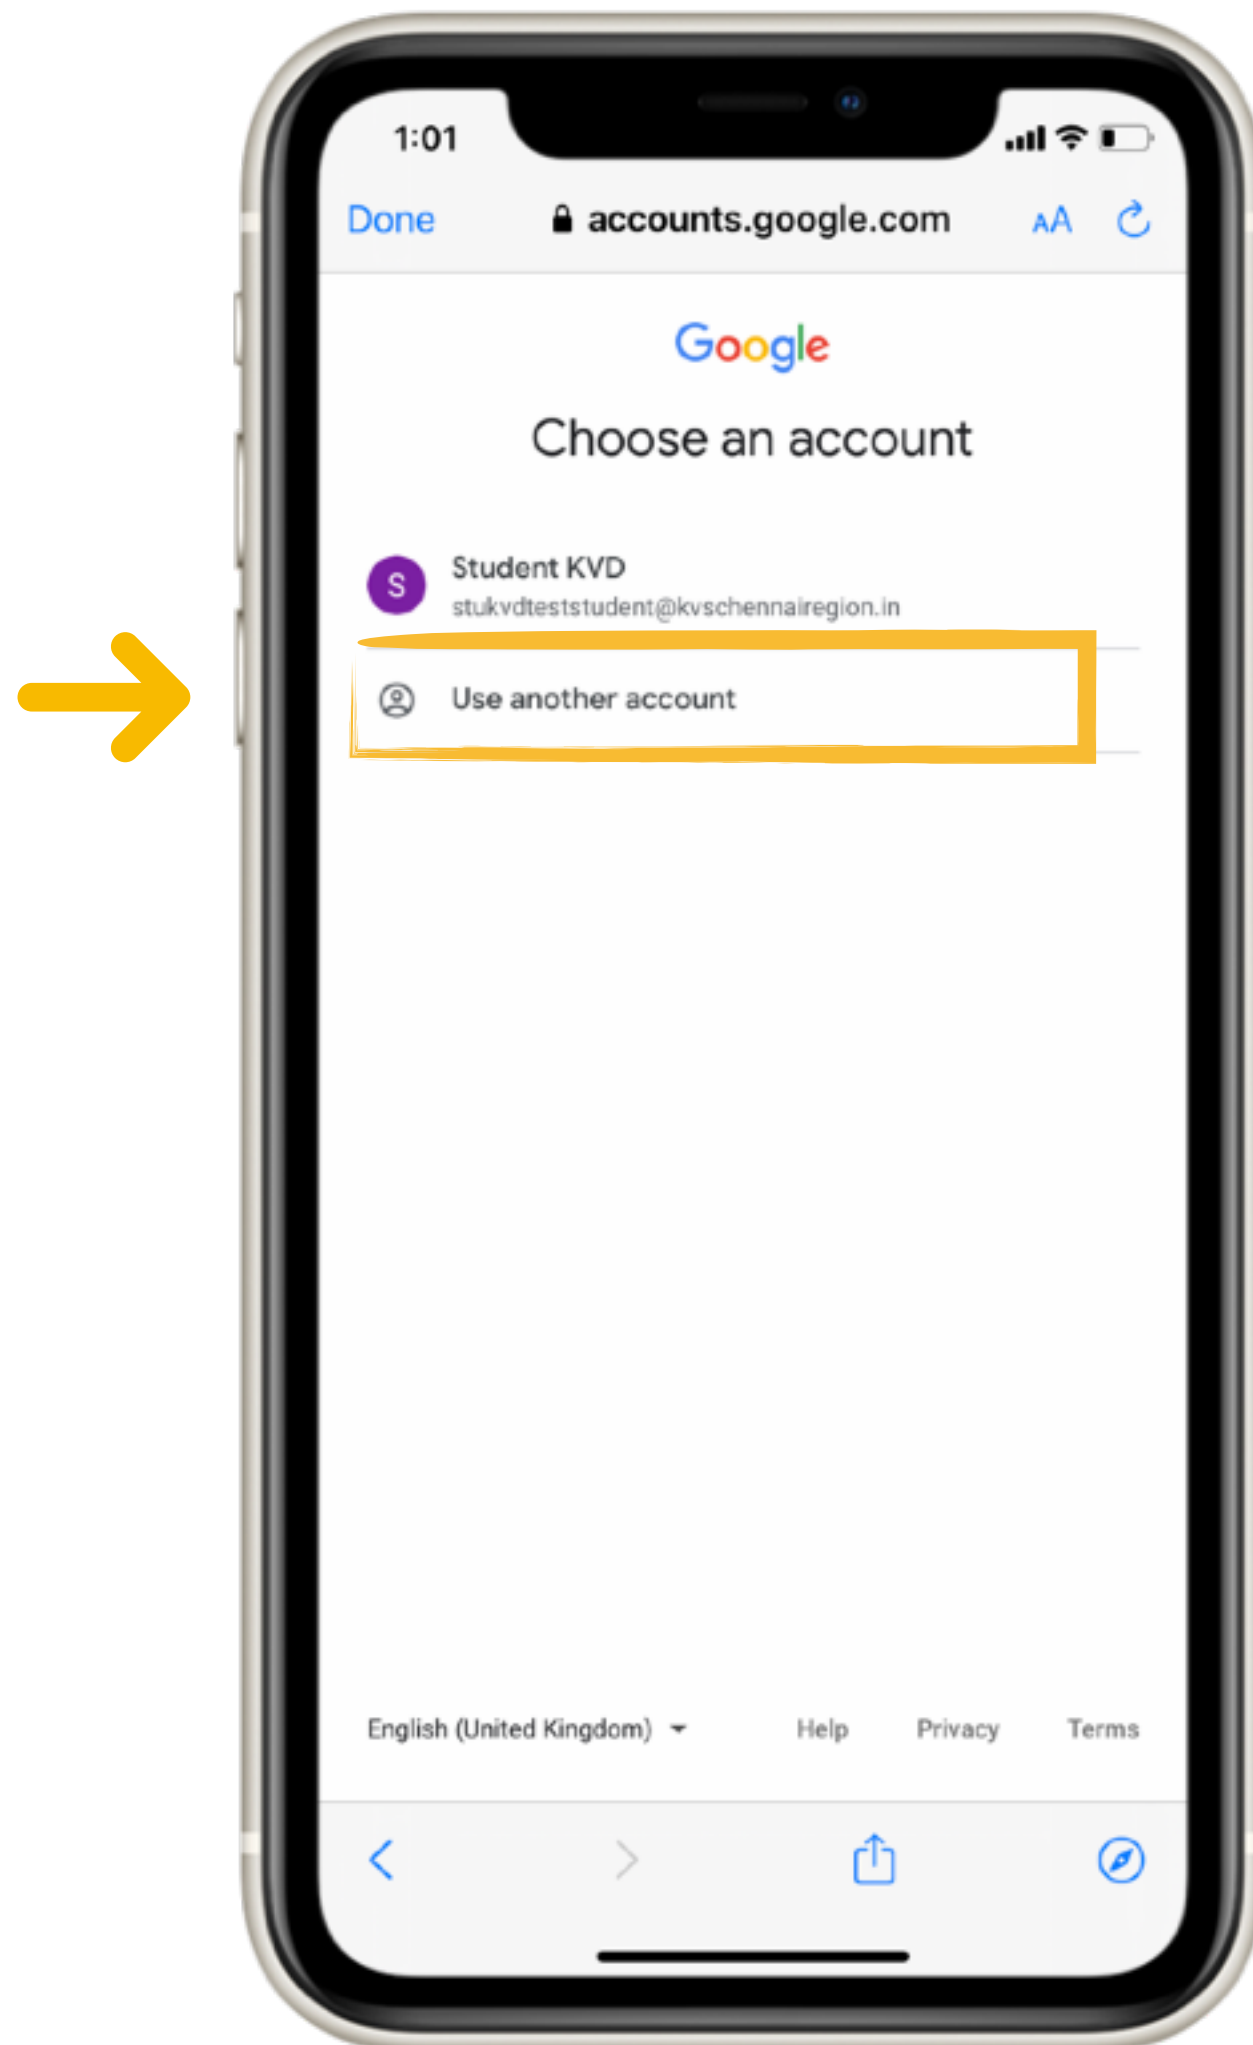 1:01
Done accounts.google.com AA
Google
Choose an account
S Student KVD
stukvdteststudent@kvschennairegion.in
Use another account
English (United Kingdom) Help Privacy Terms